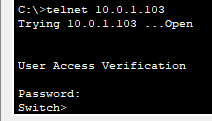 C:\>telnet 10.0.1.103
Trying 10.0.1.103 ...Open
User Access Verification
Password:
Switch>